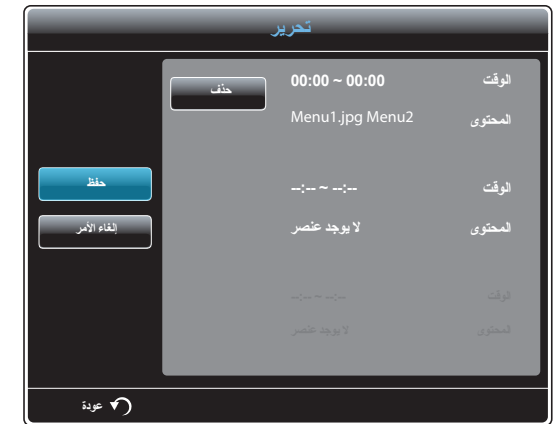 تحرير
الوقت 00:00 ~ 00:00 حذف
المحتوى Menu1.jpg Menu2
الوقت --:-- ~ --:--
حفظ
المحتوى لا يوجد عنصر
إلغاء الأمر
الوقت --:-- ~ --:--
المحتوى لا يوجد عنصر
عودة